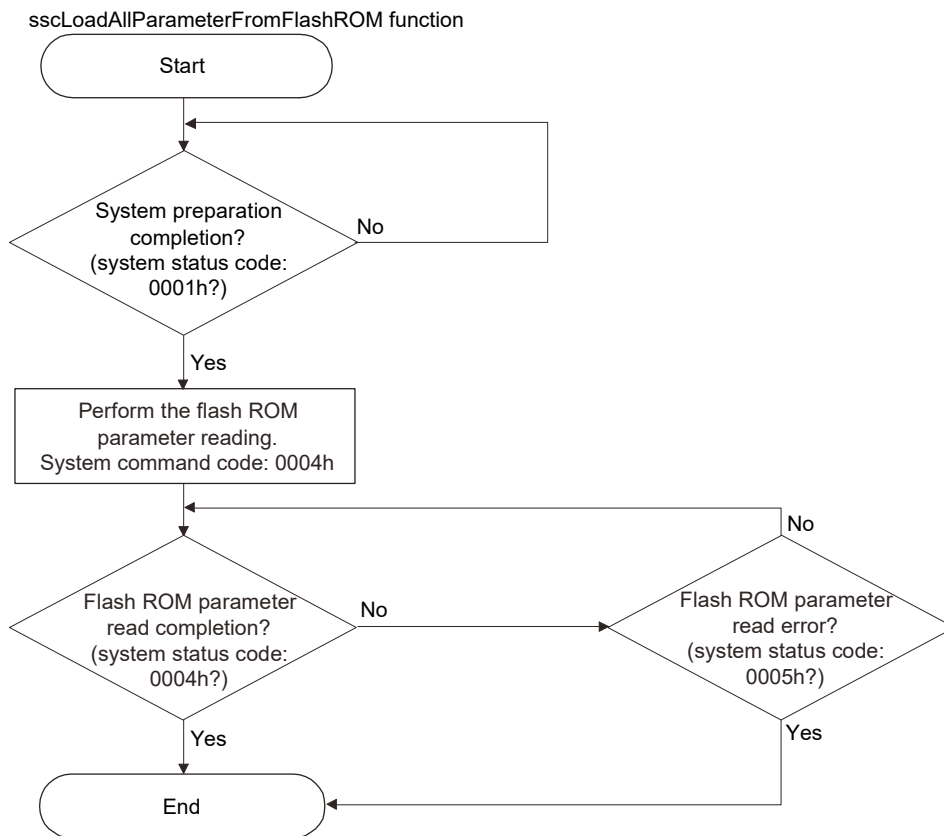 sscLoadAllParameterFromFlashROM function
Start
System preparation
completion?
(system status code:
0001h?)
No
Yes
Perform the flash ROM
parameter reading.
System command code: 0004h
No
Flash ROM parameter
read completion?
(system status code:
0004h?)
No
Flash ROM parameter
read error?
(system status code:
0005h?)
Yes
Yes
End